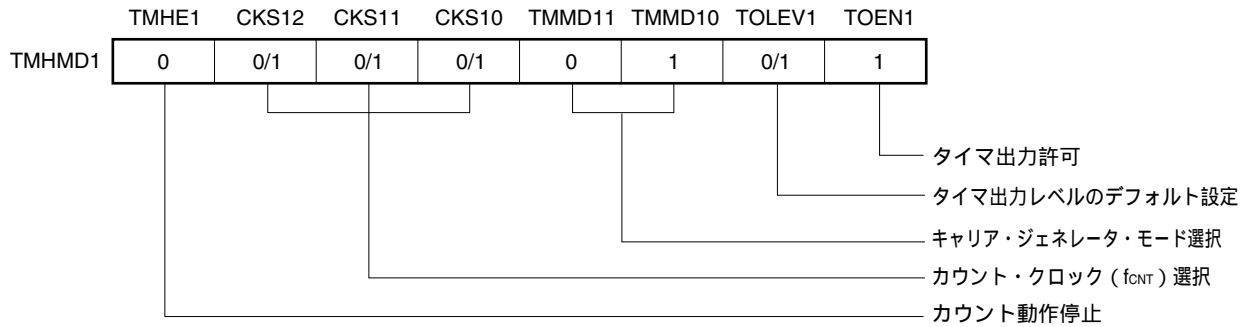 TMHE1 CKS12 CKS11 CKS10 TMMD11 TMMD10 TOLEV1 TOEN1
TMHMD1 0 0/1 0/1 0/1 0 1 0/1 1
タイマ出力許可
タイマ出力レベルのデフォルト設定
キャリア・ジェネレータ・モード選択
カウント・クロック（fCNT）選択
カウント動作停止